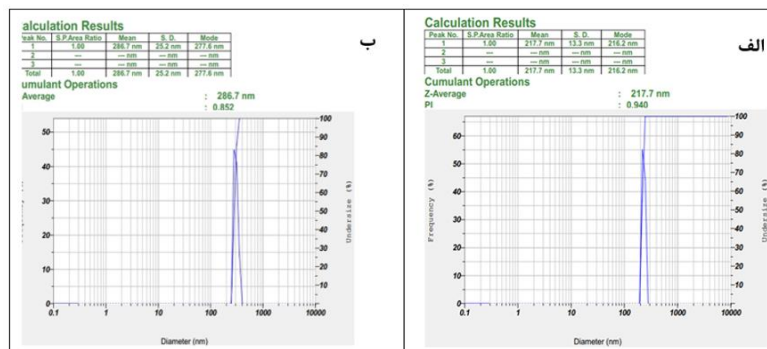 الف
Calculation Results
Peak No. S.P.Area Ratio Mean S. D. Mode
1 1.00 217.7 nm 13.3 nm 216.2 nm
2 --- --- nm --- nm --- nm
3 --- --- nm --- nm --- nm
Total 1.00 217.7 nm 13.3 nm 216.2 nm
Cumulant Operations
Z-Average : 217.7 nm
PI : 0.940
Frequency (%)
60
50
40
30
20
10
0
100
90
80
70
60
50
40
30
20
10
Undersize (%)
0.1 1 10 100 1000 10000
Diameter (nm)
ب
alculation Results
eak No. S.P.Area Ratio Mean S. D. Mode
1 1.00 286.7 nm 25.2 nm 277.6 nm
2 --- --- nm --- nm --- nm
3 --- --- nm --- nm --- nm
Total 1.00 286.7 nm 25.2 nm 277.6 nm
umulant Operations
Average : 286.7 nm
: 0.852
50
40
30
20
10
0
100
90
80
70
60
50
40
30
20
10
Undersize (%)
0.1 1 10 100 1000 10000
Diameter (nm)